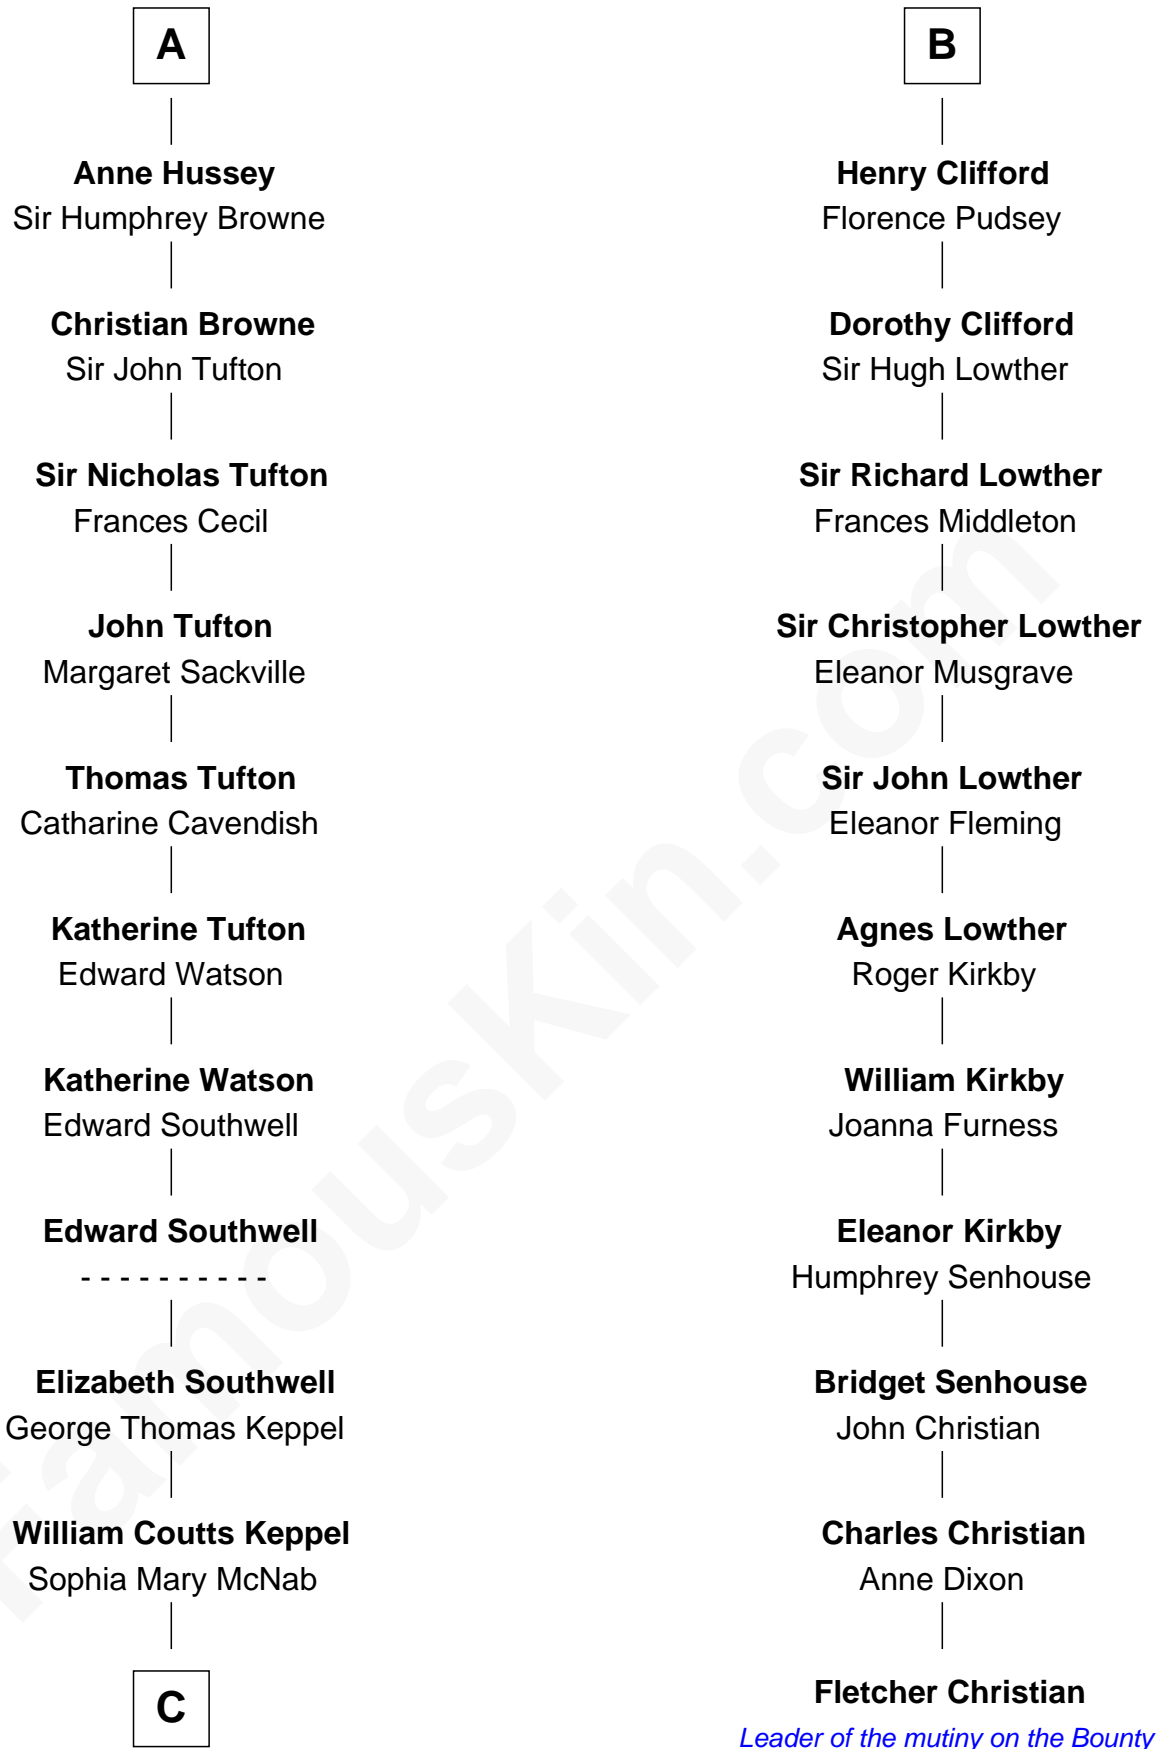 A
Anne Hussey
Sir Humphrey Browne
Christian Browne
Sir John Tufton
Sir Nicholas Tufton
Frances Cecil
John Tufton
Margaret Sackville
Thomas Tufton
Catharine Cavendish
Katherine Tufton
Edward Watson
Katherine Watson
Edward Southwell
Edward Southwell
- - - - - - - - - -
Elizabeth Southwell
George Thomas Keppel
William Coutts Keppel
Sophia Mary McNab
C
B
Henry Clifford
Florence Pudsey
Dorothy Clifford
Sir Hugh Lowther
Sir Richard Lowther
Frances Middleton
Sir Christopher Lowther
Eleanor Musgrave
Sir John Lowther
Eleanor Fleming
Agnes Lowther
Roger Kirkby
William Kirkby
Joanna Furness
Eleanor Kirkby
Humphrey Senhouse
Bridget Senhouse
John Christian
Charles Christian
Anne Dixon
Fletcher Christian
Leader of the mutiny on the Bounty
FamousKin.com